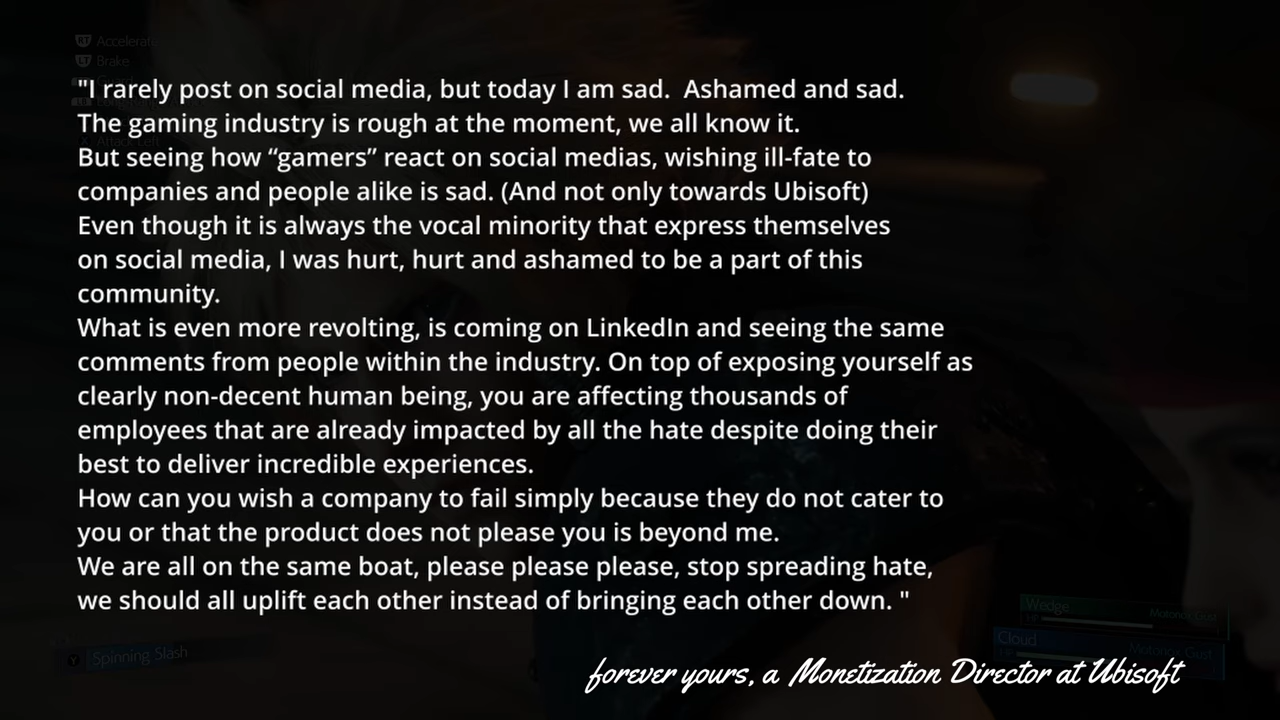 RT Accelerate
LT Brake
Guard
"I rarely post on social media, but today I am sad.  Ashamed and sad.
The gaming industry is rough at the moment, we all know it.
But seeing how “gamers” react on social medias, wishing ill-fate to
companies and people alike is sad. (And not only towards Ubisoft)
Even though it is always the vocal minority that express themselves
on social media, I was hurt, hurt and ashamed to be a part of this
community.
What is even more revolting, is coming on LinkedIn and seeing the same
comments from people within the industry. On top of exposing yourself as
clearly non-decent human being, you are affecting thousands of
employees that are already impacted by all the hate despite doing their
best to deliver incredible experiences.
How can you wish a company to fail simply because they do not cater to
you or that the product does not please you is beyond me.
We are all on the same boat, please please please, stop spreading hate,
we should all uplift each other instead of bringing each other down. "
Wedge
HP
Cloud
HP
Y Spinning Slash
forever yours, a Monetization Director at Ubisoft